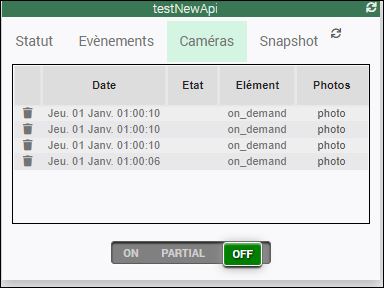 testNewApi
Statut Evènements Caméras Snapshot
Date Etat Elément Photos
Jeu. 01 Janv. 01:00:10 on_demand photo
Jeu. 01 Janv. 01:00:10 on_demand photo
Jeu. 01 Janv. 01:00:10 on_demand photo
Jeu. 01 Janv. 01:00:06 on_demand photo
ON PARTIAL OFF